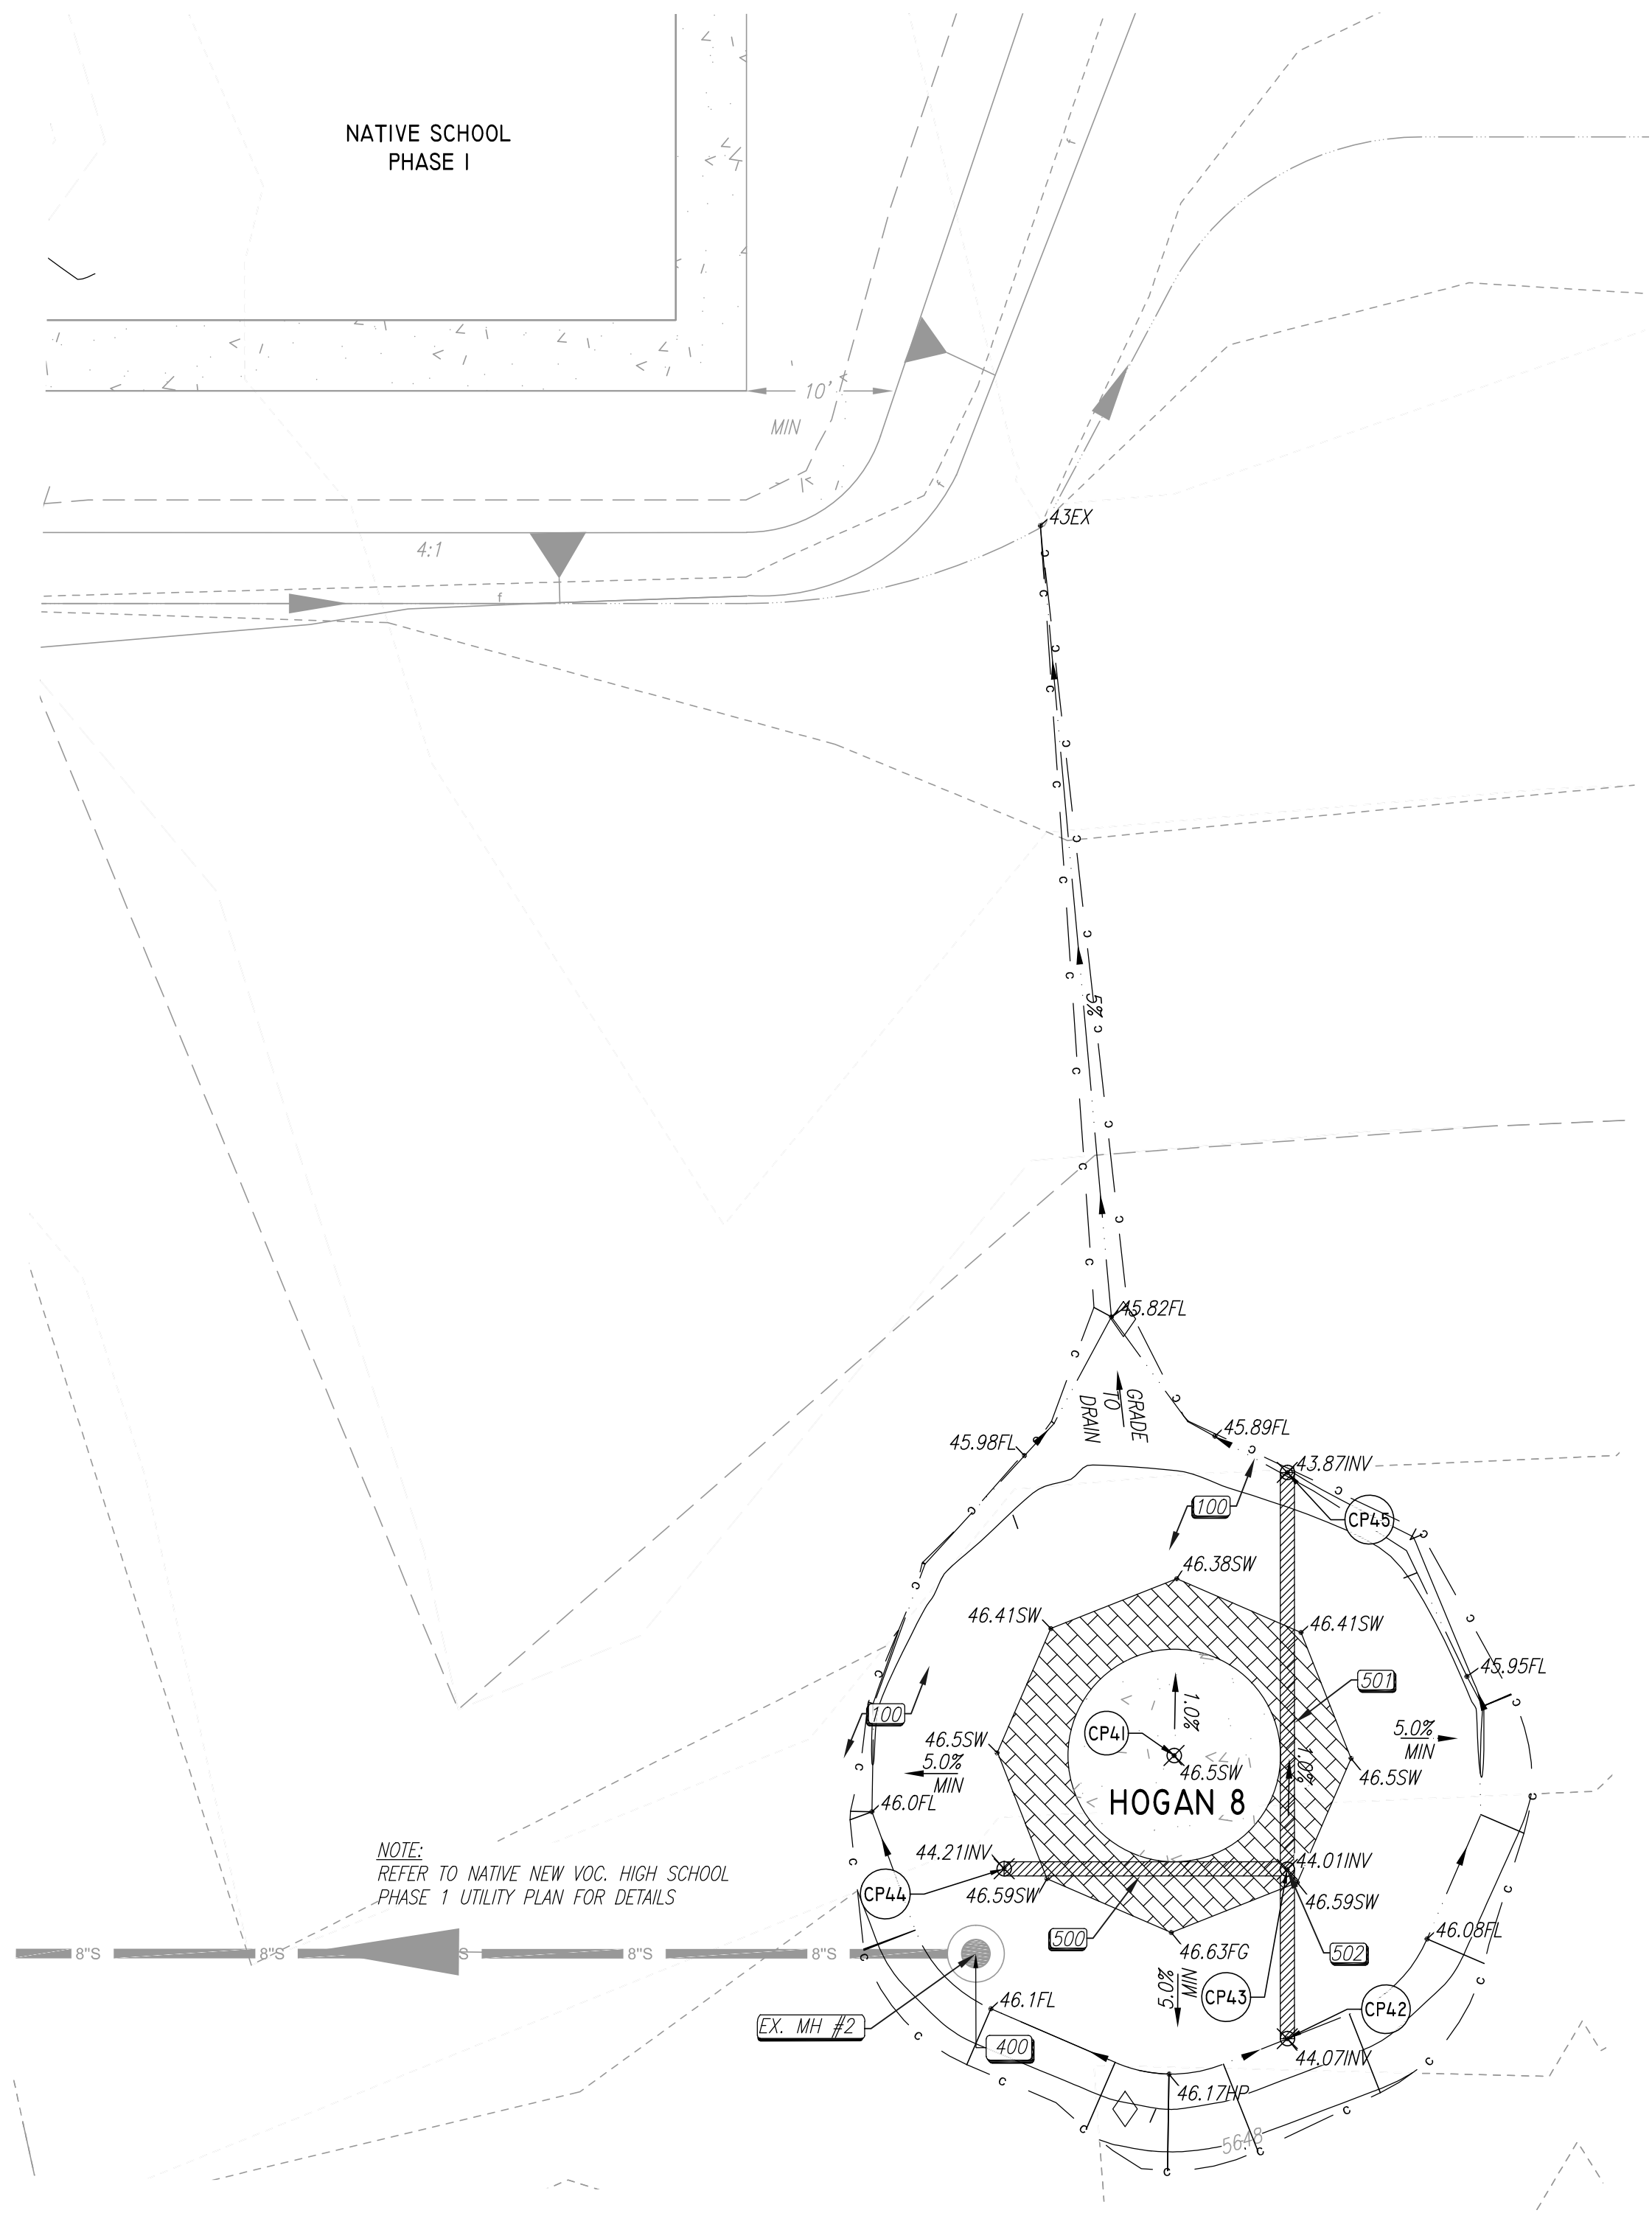 NATIVE SCHOOL
PHASE I
10'
MIN
4:1
f
f
f
43EX
5%
45.82FL
GRADE
TO
DRAIN
45.98FL
45.89FL
43.87INV
100
CP45
46.38SW
46.41SW
46.41SW
45.95FL
501
100
1.0%
CP41
46.5SW
5.0%
MIN
5.0%
MIN
46.5SW
1.0%
46.5SW
HOGAN 8
46.0FL
44.21INV
44.01INV
NOTE:
REFER TO NATIVE NEW VOC. HIGH SCHOOL
PHASE 1 UTILITY PLAN FOR DETAILS
CP44
46.59SW
46.59SW
500
46.63FG
46.08FL
502
8"S
8"S
S
8"S
8"S
5.0%
MIN
CP43
CP42
46.1FL
EX. MH #2
400
44.07INV
46.17HP
5648